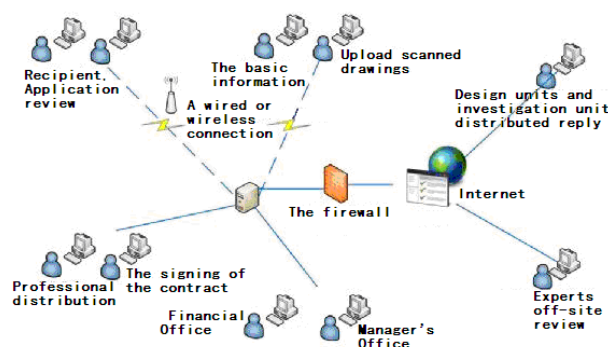 Recipient,
Application
review
The basic
information
Upload scanned
drawings
A wired or
wireless
connection
Design units and
investigation unit
distributed reply
Internet
The firewall
Professional
distribution
The signing of
the contract
Financial
Office
Manager's
Office
Experts
off-site
review